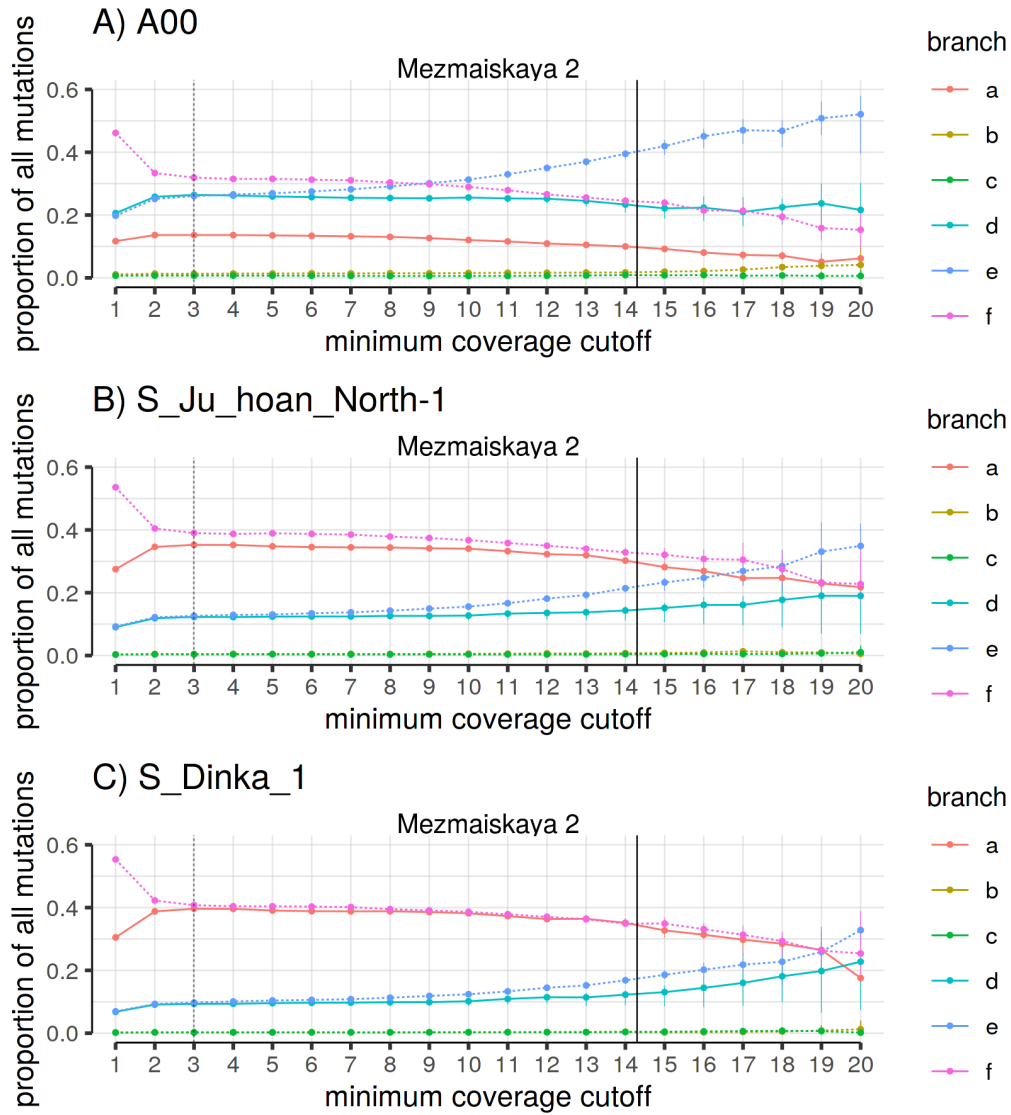 A) A00
Mezmaiskaya 2
proportion of all mutations
0.6
0.4
0.2
0.0
1 2 3 4 5 6 7 8 9 10 11 12 13 14 15 16 17 18 19 20
minimum coverage cutoff
branch
a
b
c
d
e
f
B) S_Ju_hoan_North-1
Mezmaiskaya 2
proportion of all mutations
0.6
0.4
0.2
0.0
1 2 3 4 5 6 7 8 9 10 11 12 13 14 15 16 17 18 19 20
minimum coverage cutoff
branch
a
b
c
d
e
f
C) S_Dinka_1
Mezmaiskaya 2
proportion of all mutations
0.6
0.4
0.2
0.0
1 2 3 4 5 6 7 8 9 10 11 12 13 14 15 16 17 18 19 20
minimum coverage cutoff
branch
a
b
c
d
e
f